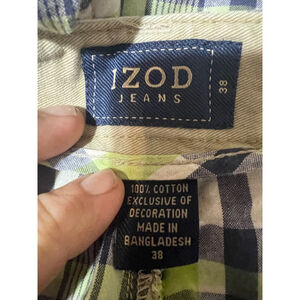 IZOD
JEANS
38
100% COTTON
EXCLUSIVE OF
DECORATION
MADE IN
BANGLADESH
38